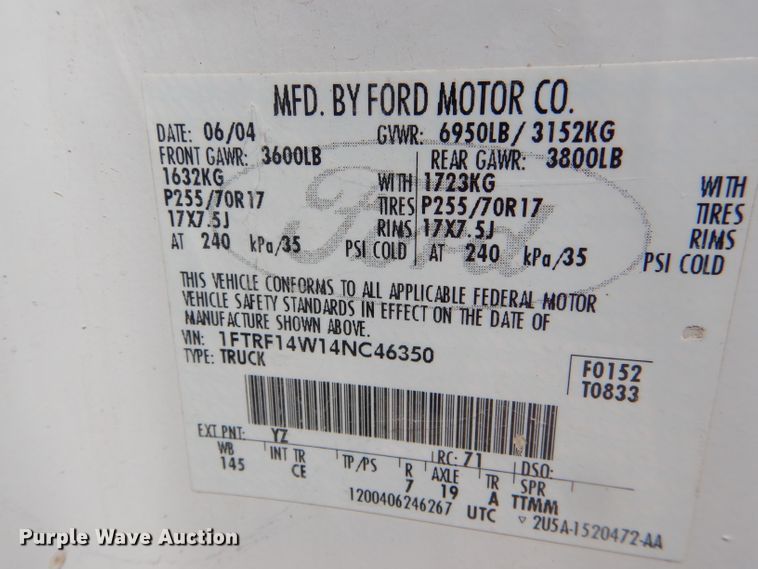 MFD. BY FORD MOTOR CO.
DATE: 06/04 GVWR: 6950LB/ 3152KG
FRONT GAWR: 3600LB REAR GAWR: 3800LB
1632KG WITH 1723KG WITH
P255/70R17 TIRES P255/70R17 TIRES
17X7.5J RIMS 17X7.5J RIMS
AT 240 kPa/35 PSI COLD AT 240 kPa/35 PSI COLD
Ford
THIS VEHICLE CONFORMS TO ALL APPLICABLE FEDERAL MOTOR
VEHICLE SAFETY STANDARDS IN EFFECT ON THE DATE OF
MANUFACTURE SHOWN ABOVE.
VIN: 1FTRF14W14NC46350
TYPE: TRUCK
F0152
T0833
EXT PNT: YZ RC: 71 DSO:
WB INT TR TP/PS R AXLE TR SPR
145 CE 7 19 A TTMM
1200406246267 UTC ▽ 2U5A-1520472-AA
Purple Wave Auction